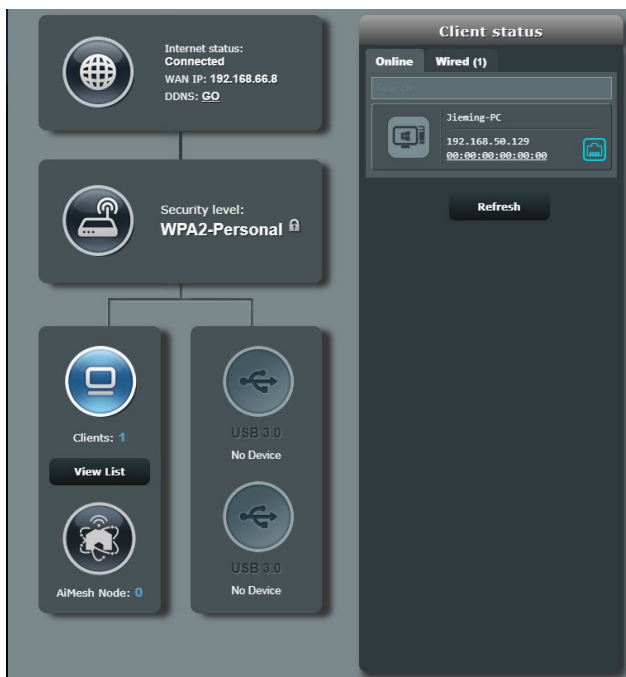 Internet status:
Connected
WAN IP: 192.168.66.8
DDNS: GO
Security level:
WPA2-Personal
Clients: 1
View List
AiMesh Node: 0
USB 3.0
No Device
USB 3.0
No Device
Client status
Online Wired (1)
Search
Jieming-PC
192.168.50.129
00:00:00:00:00:00
Refresh